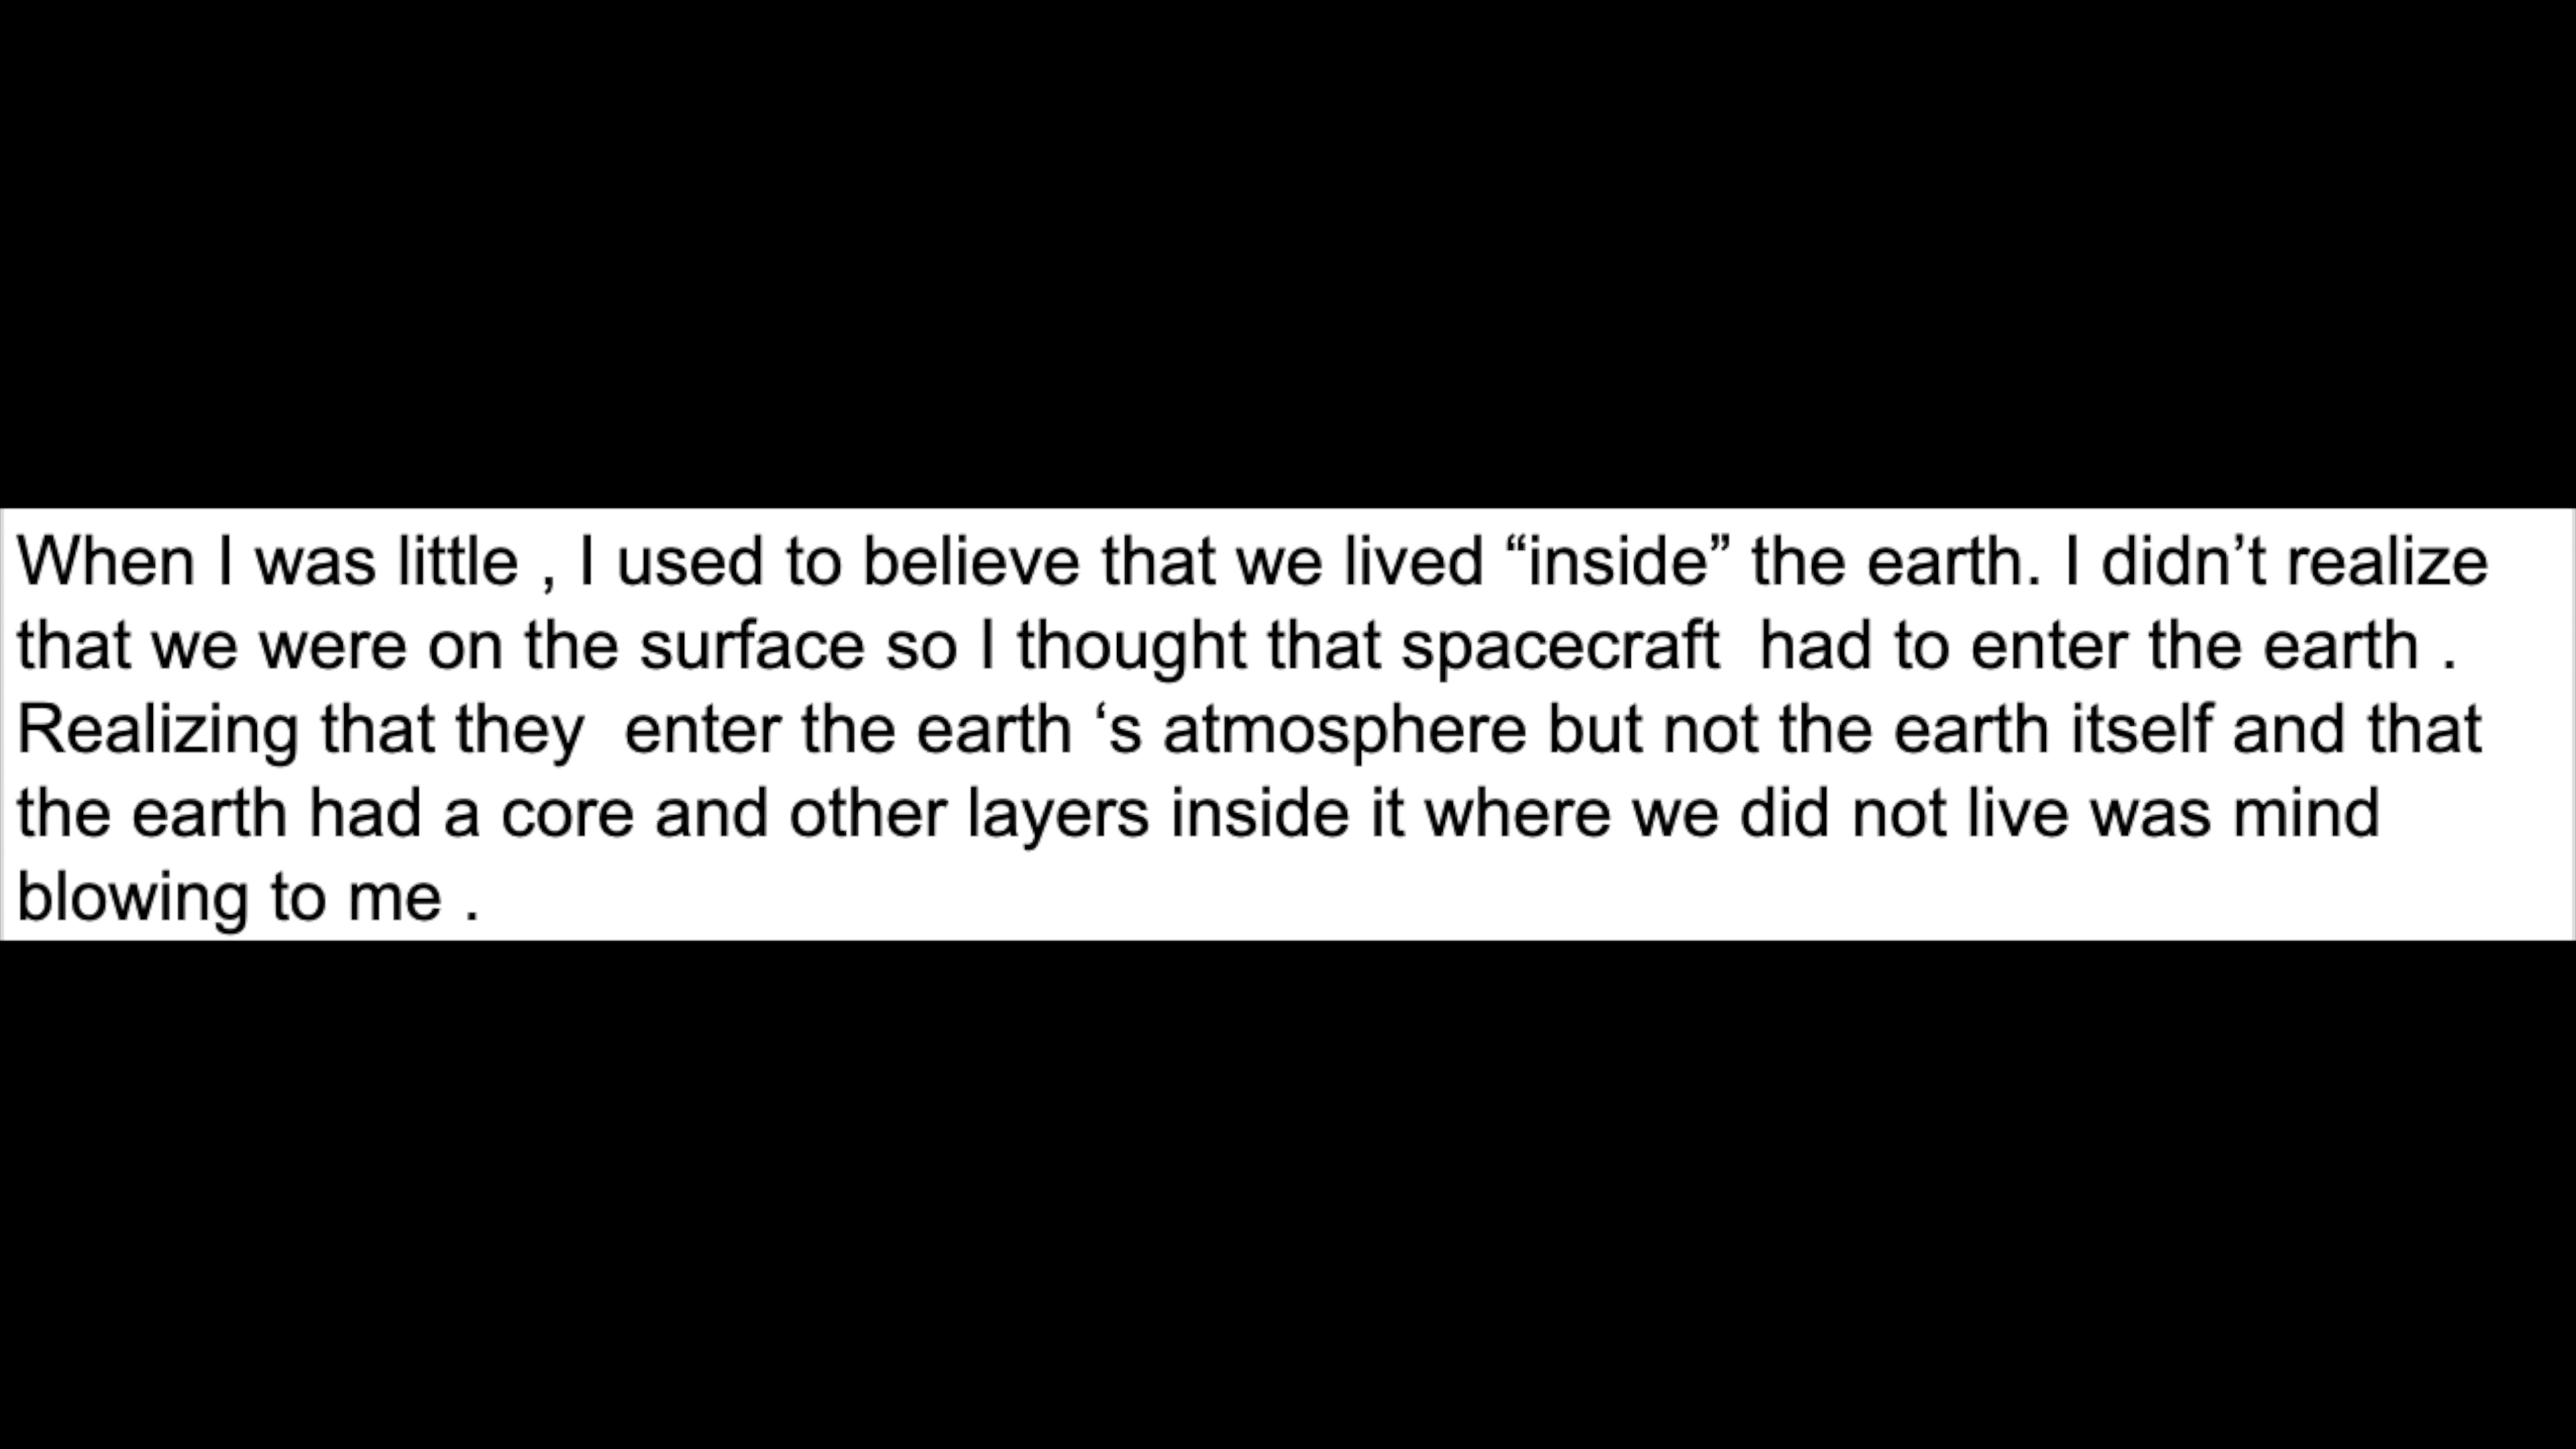 When I was little , I used to believe that we lived “inside” the earth. I didn’t realize
that we were on the surface so I thought that spacecraft  had to enter the earth .
Realizing that they  enter the earth ‘s atmosphere but not the earth itself and that
the earth had a core and other layers inside it where we did not live was mind
blowing to me .